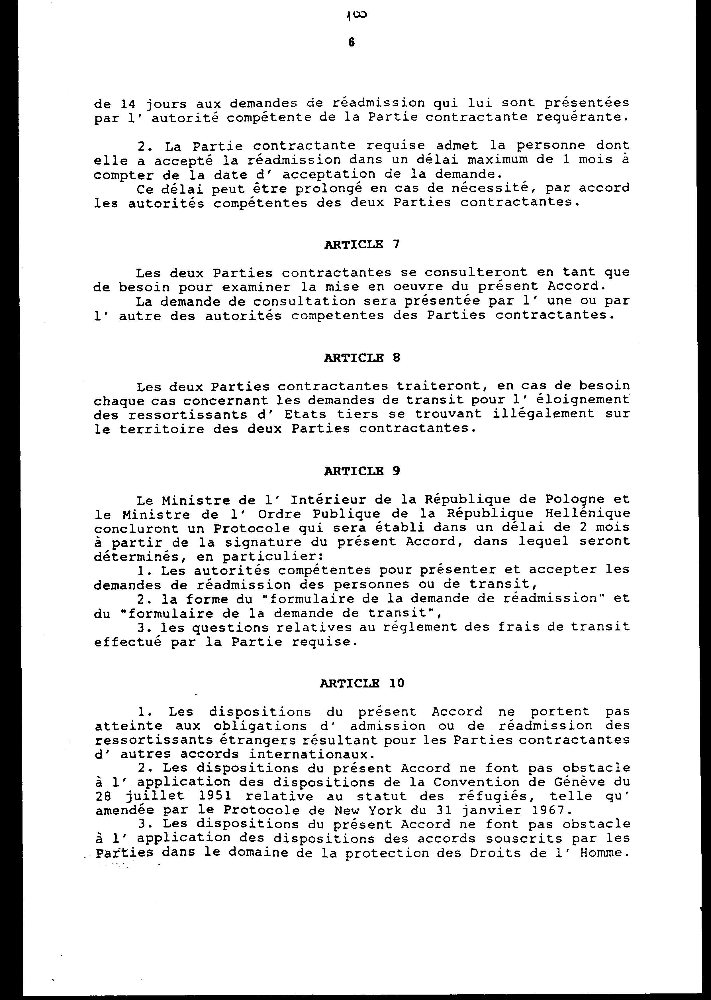 100
6
de 14 jours aux demandes de réadmission qui lui sont présentées
par l' autorité compétente de la Partie contractante requérante.
2. La Partie contractante requise admet la personne dont
elle a accepté la réadmission dans un délai maximum de 1 mois à
compter de la date d' acceptation de la demande.
Ce délai peut être prolongé en cas de nécessité, par accord
les autorités compétentes des deux Parties contractantes.
ARTICLE 7
Les deux Parties contractantes se consulteront en tant que
de besoin pour examiner la mise en oeuvre du présent Accord.
La demande de consultation sera présentée par l' une ou par
l' autre des autorités competentes des Parties contractantes.
ARTICLE 8
Les deux Parties contractantes traiteront, en cas de besoin
chaque cas concernant les demandes de transit pour l' éloignement
des ressortissants d' Etats tiers se trouvant illégalement sur
le territoire des deux Parties contractantes.
ARTICLE 9
Le Ministre de l' Intérieur de la République de Pologne et
le Ministre de l' Ordre Publique de la République Hellénique
concluront un Protocole qui sera établi dans un délai de 2 mois
à partir de la signature du présent Accord, dans lequel seront
déterminés, en particulier:
1. Les autorités compétentes pour présenter et accepter les
demandes de réadmission des personnes ou de transit,
2. la forme du "formulaire de la demande de réadmission" et
du "formulaire de la demande de transit",
3. les questions relatives au réglement des frais de transit
effectué par la Partie requise.
ARTICLE 10
1. Les dispositions du présent Accord ne portent pas
atteinte aux obligations d' admission ou de réadmission des
ressortissants étrangers résultant pour les Parties contractantes
d' autres accords internationaux.
2. Les dispositions du présent Accord ne font pas obstacle
à l' application des dispositions de la Convention de Génève du
28 juillet 1951 relative au statut des réfugiés, telle qu'
amendée par le Protocole de New York du 31 janvier 1967.
3. Les dispositions du présent Accord ne font pas obstacle
à l' application des dispositions des accords souscrits par les
Parties dans le domaine de la protection des Droits de l' Homme.